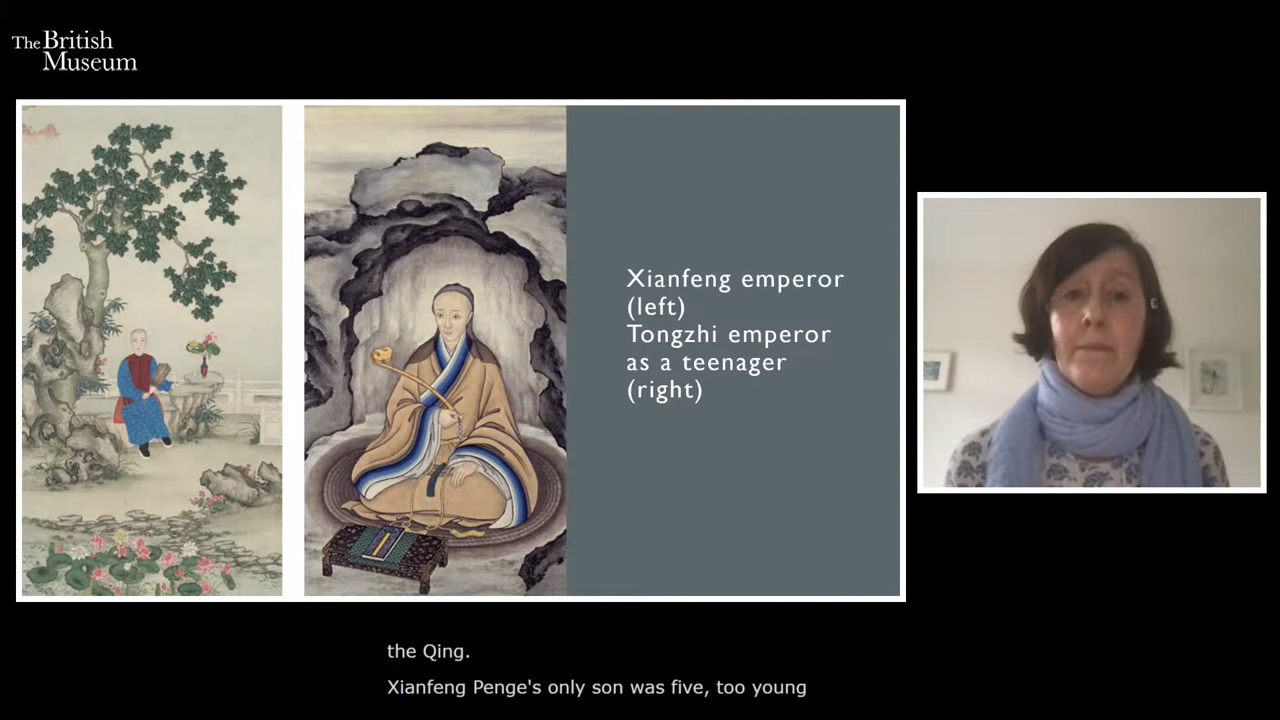 The British
Museum
Xianfeng emperor
(left)
Tongzhi emperor
as a teenager
(right)
the Qing.
Xianfeng Penge's only son was five, too young